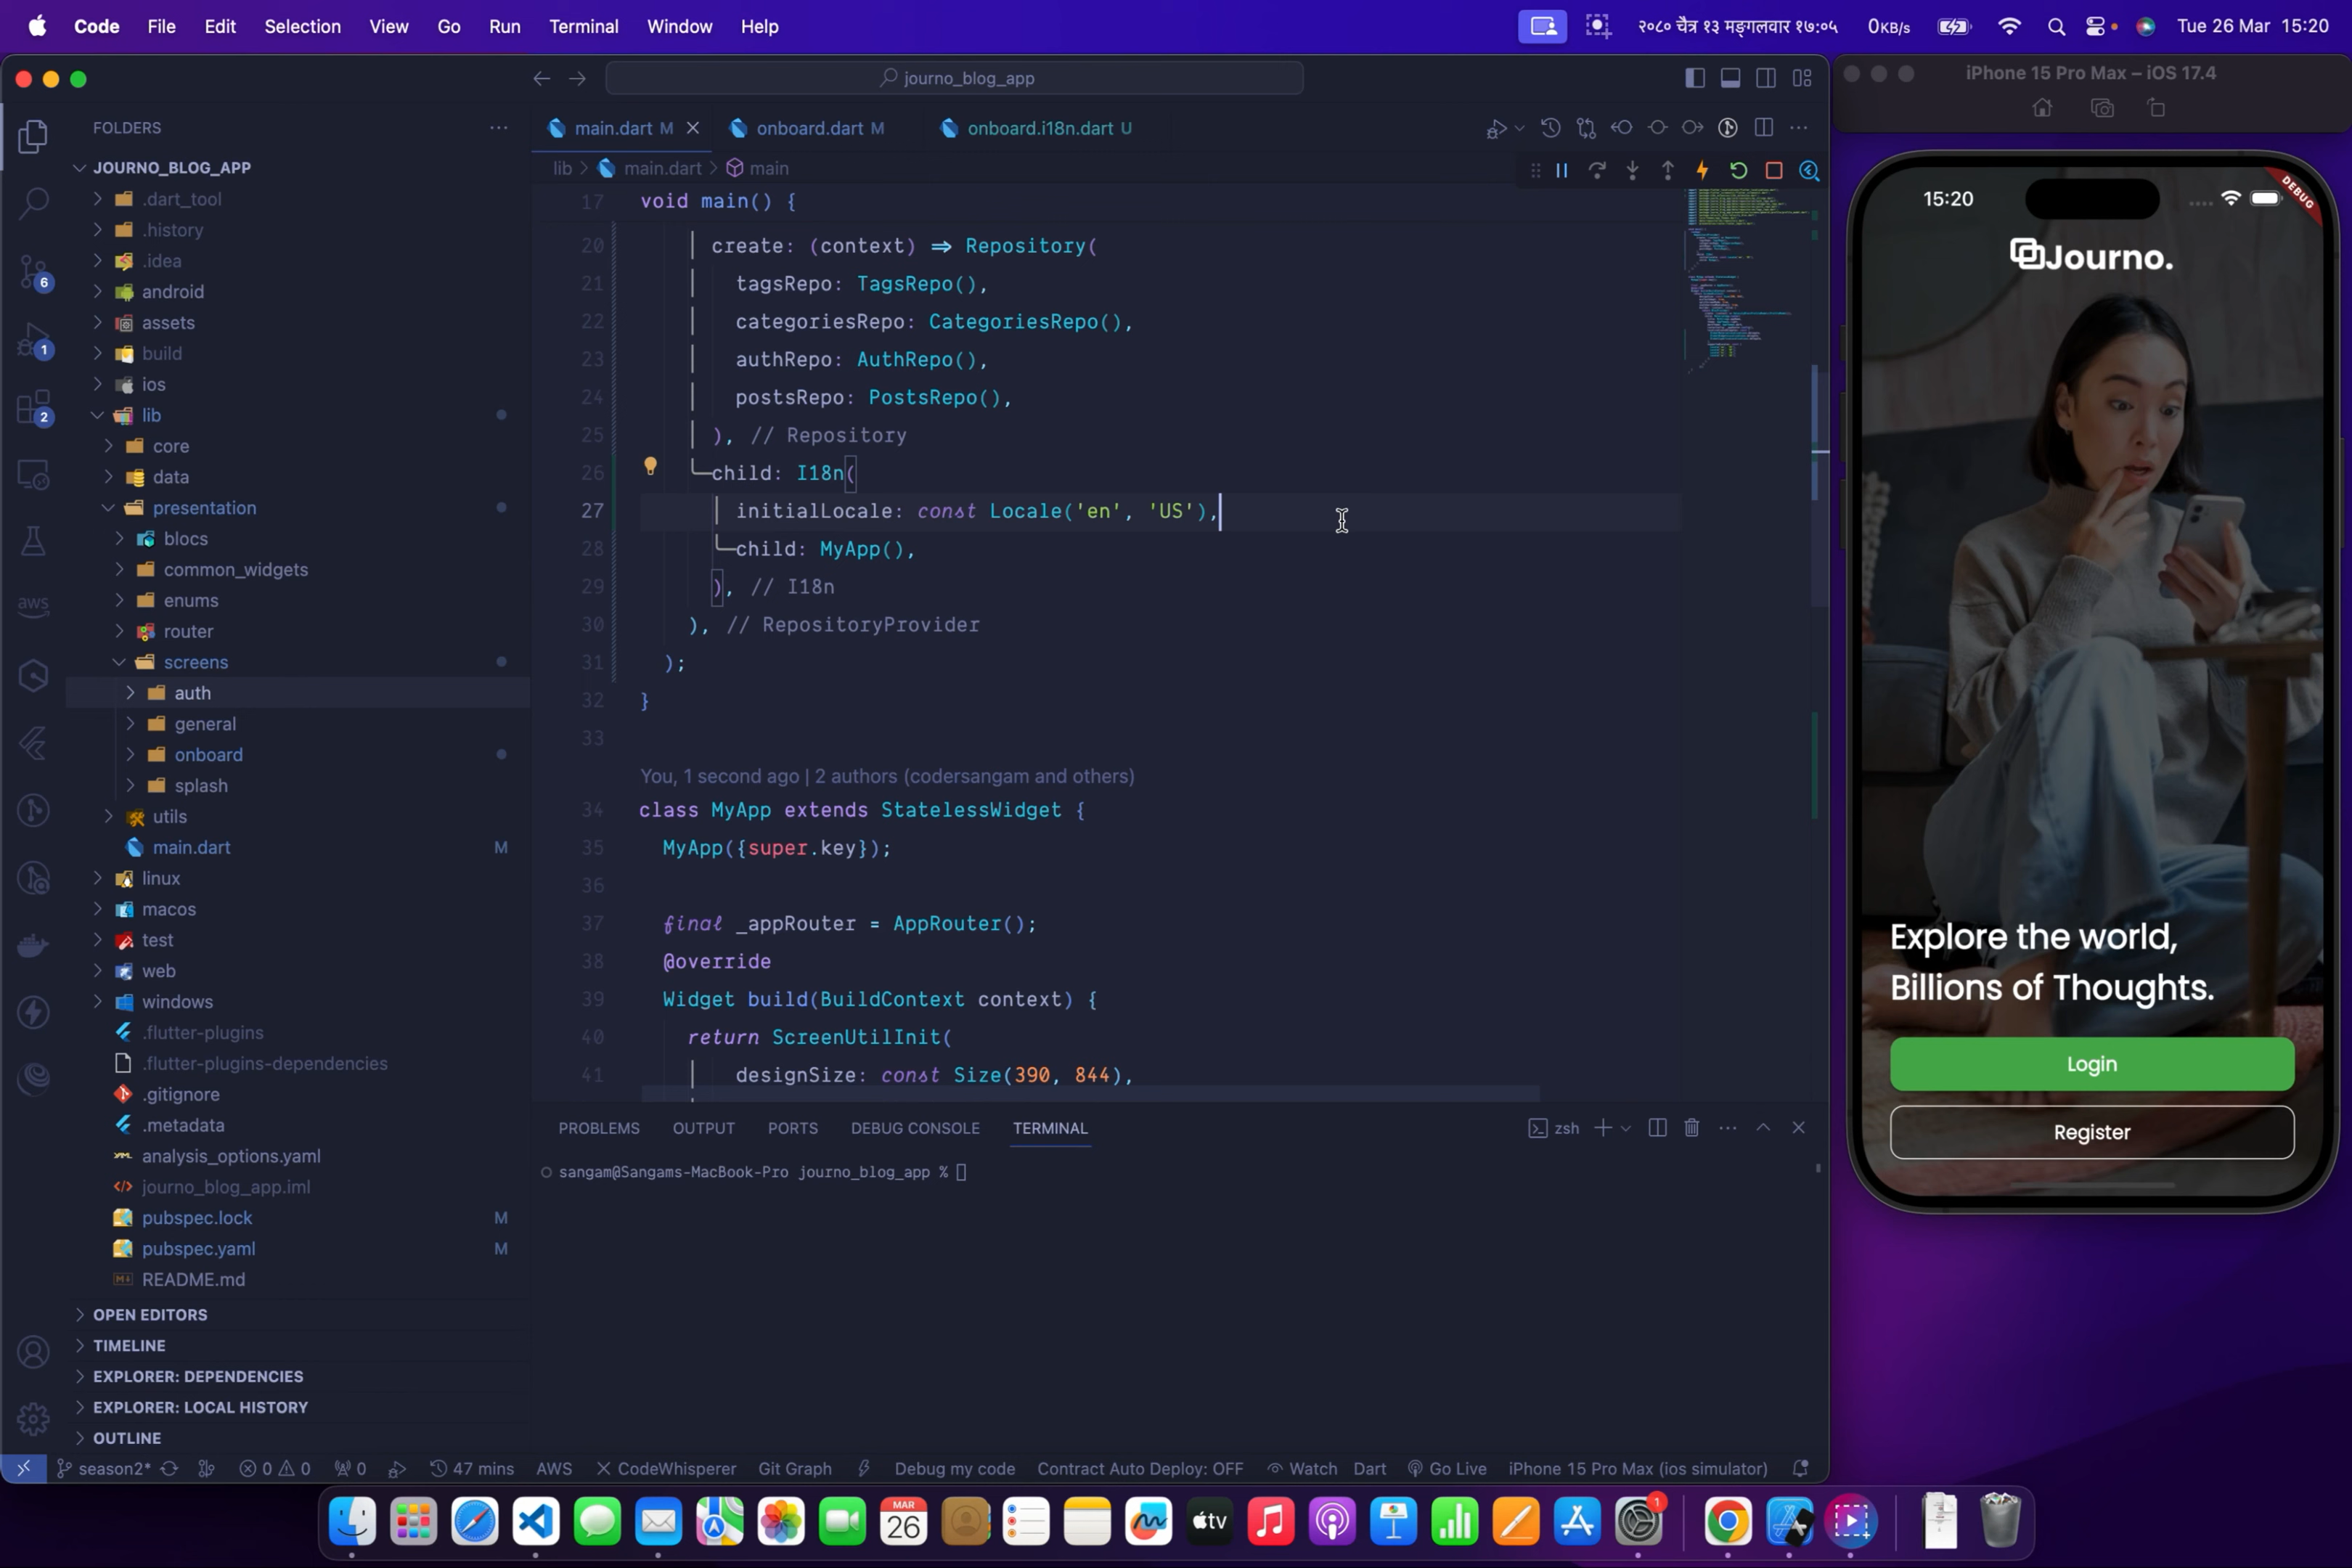 Code File Edit Selection View Go Run Terminal Window Help
२०८० चैत्र १३ मङ्गलवार १७:०५ 0KB/s Tue 26 Mar 15:20
journo_blog_app
FOLDERS
JOURNO_BLOG_APP
.dart_tool
.history
.idea
android
assets
build
ios
lib
core
data
presentation
blocs
common_widgets
enums
router
screens
auth
general
onboard
splash
utils
main.dart M
linux
macos
test
web
windows
.flutter-plugins
.flutter-plugins-dependencies
.gitignore
.metadata
analysis_options.yaml
journo_blog_app.iml
pubspec.lock M
pubspec.yaml M
README.md
OPEN EDITORS
TIMELINE
EXPLORER: DEPENDENCIES
EXPLORER: LOCAL HISTORY
OUTLINE
6
1
2
aws
main.dart M onboard.dart M onboard.i18n.dart U
lib > main.dart > main
17 void main() {
20 create: (context) => Repository(
21 tagsRepo: TagsRepo(),
22 categoriesRepo: CategoriesRepo(),
23 authRepo: AuthRepo(),
24 postsRepo: PostsRepo(),
25 ), // Repository
26 child: I18n(
27 initialLocale: const Locale('en', 'US'),
28 child: MyApp(),
29 ), // I18n
30 ), // RepositoryProvider
31 );
32 }
33
You, 1 second ago | 2 authors (codersangam and others)
34 class MyApp extends StatelessWidget {
35 MyApp({super.key});
36
37 final _appRouter = AppRouter();
38 @override
39 Widget build(BuildContext context) {
40 return ScreenUtilInit(
41 designSize: const Size(390, 844),
PROBLEMS OUTPUT PORTS DEBUG CONSOLE TERMINAL zsh
sangam@Sangams-MacBook-Pro journo_blog_app %
season2* 0 0 0 47 mins AWS CodeWhisperer Git Graph Debug my code Contract Auto Deploy: OFF Watch Dart Go Live iPhone 15 Pro Max (ios simulator)
iPhone 15 Pro Max – iOS 17.4
15:20
DEBUG
Journo.
Explore the world,
Billions of Thoughts.
Login
Register
MAR
26
tv
1